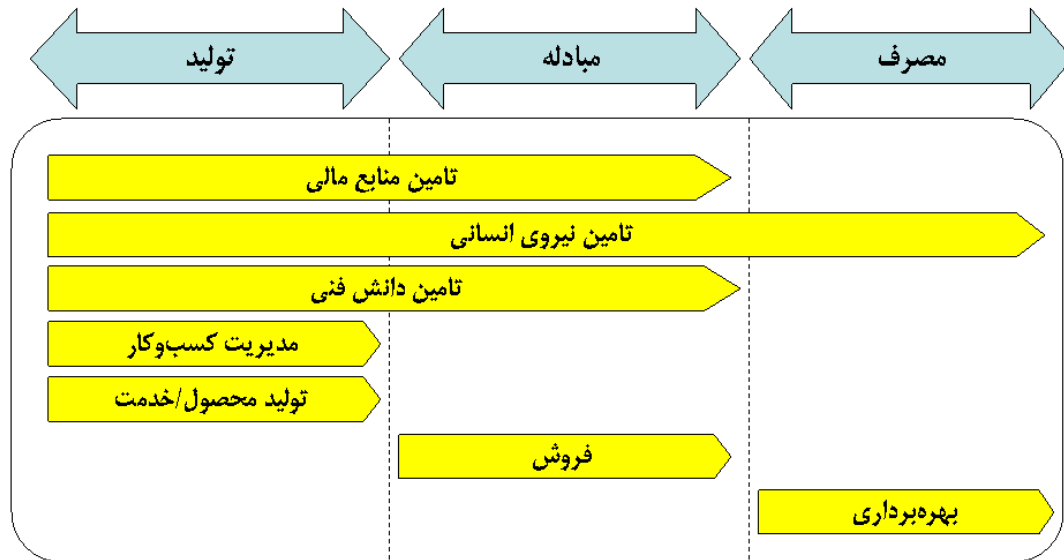 مصرف
مبادله
تولید
تامین منابع مالی
تامین نیروی انسانی
تامین دانش فنی
مدیریت کسب‌وکار
تولید محصول/خدمت
فروش
بهره‌برداری